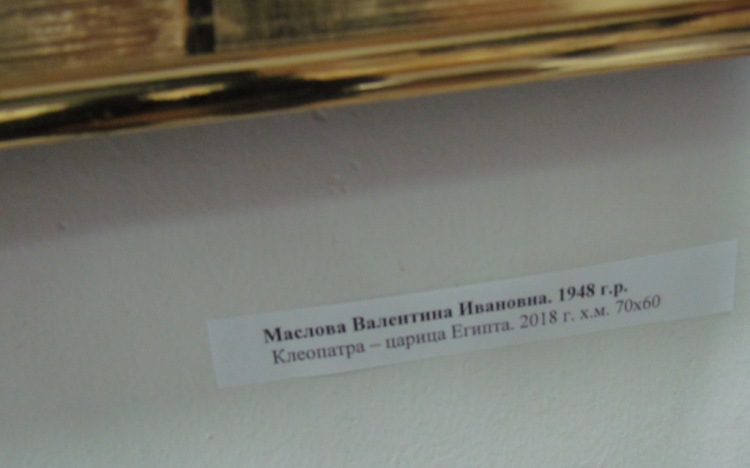 Маслова Валентина Ивановна. 1948 г.р.
Клеопатра – царица Египта. 2018 г. х.м. 70х60